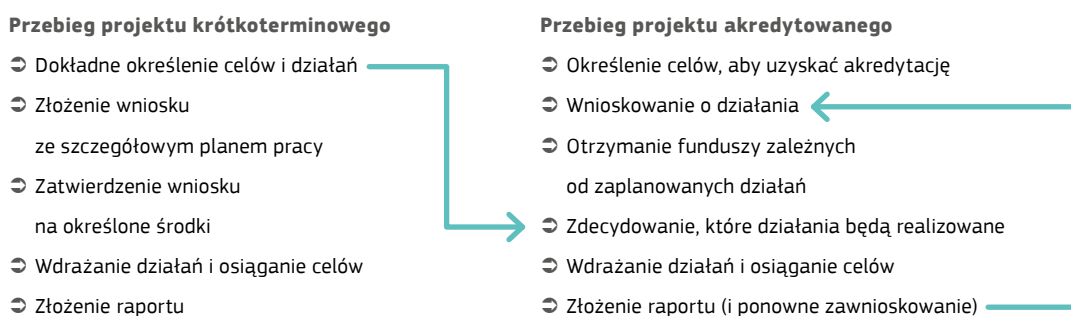 Przebieg projektu krótkoterminowego
➲ Dokładne określenie celów i działań
➲ Złożenie wniosku
ze szczegółowym planem pracy
➲ Zatwierdzenie wniosku
na określone środki
➲ Wdrażanie działań i osiąganie celów
➲ Złożenie raportu
Przebieg projektu akredytowanego
➲ Określenie celów, aby uzyskać akredytację
➲ Wnioskowanie o działania
➲ Otrzymanie funduszy zależnych
od zaplanowanych działań
➲ Zdecydowanie, które działania będą realizowane
➲ Wdrażanie działań i osiąganie celów
➲ Złożenie raportu (i ponowne zawnioskowanie)